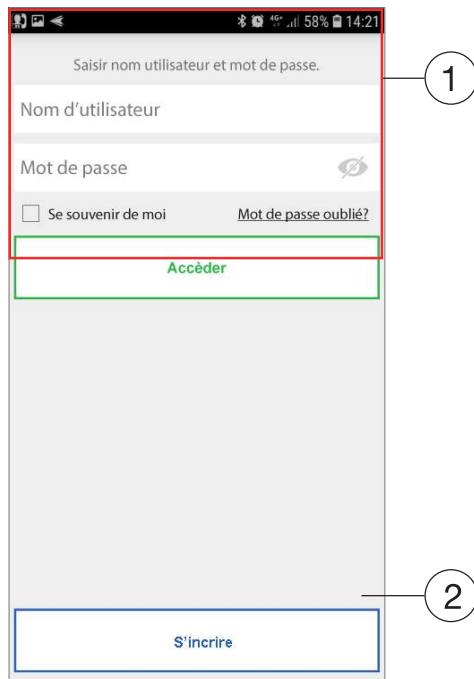 4G+ 58% 14:21
Saisir nom utilisateur et mot de passe.
1
Nom d'utilisateur
Mot de passe
Se souvenir de moi Mot de passe oublié?
Accèder
2
S'incrire